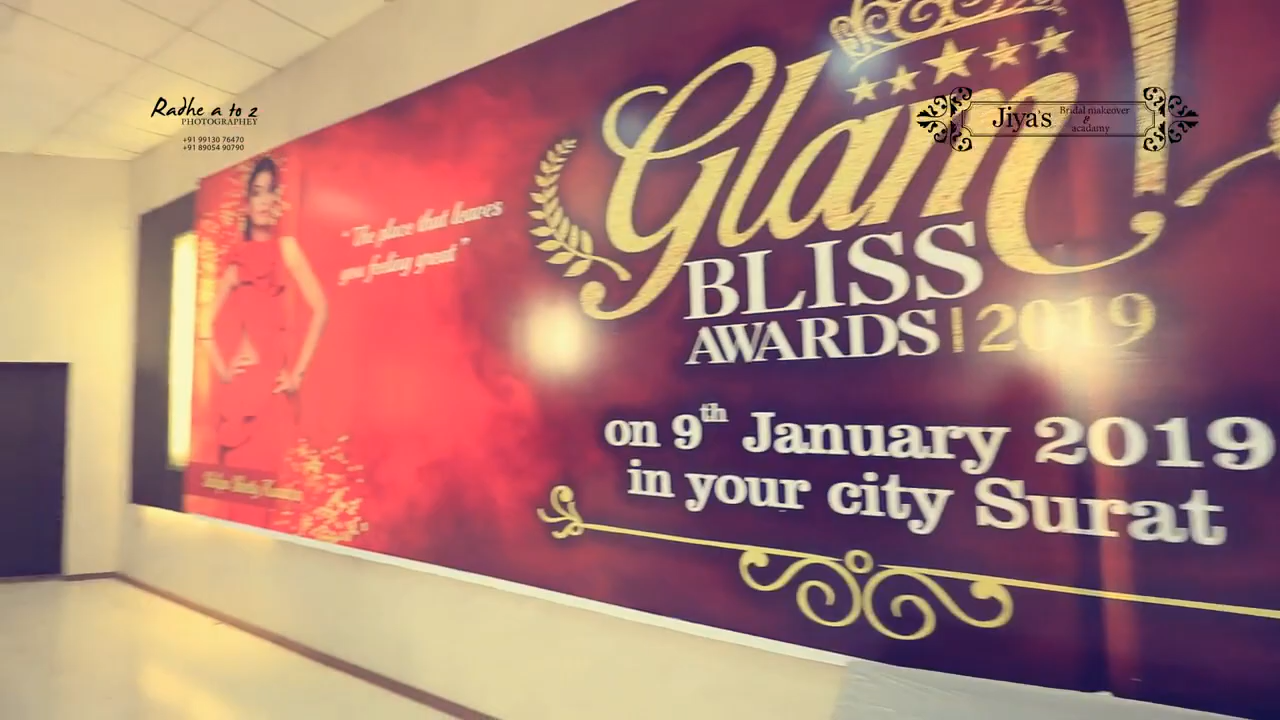 Radhe a to z
PHOTOGRAPHEY
+91 99130 76470
+91 89054 90790
Jiya's
Bridal makeover
&
acadamy
Glam!
BLISS
AWARDS | 2019
on 9th January 2019
in your city Surat
"The place that leaves
you feeling great"